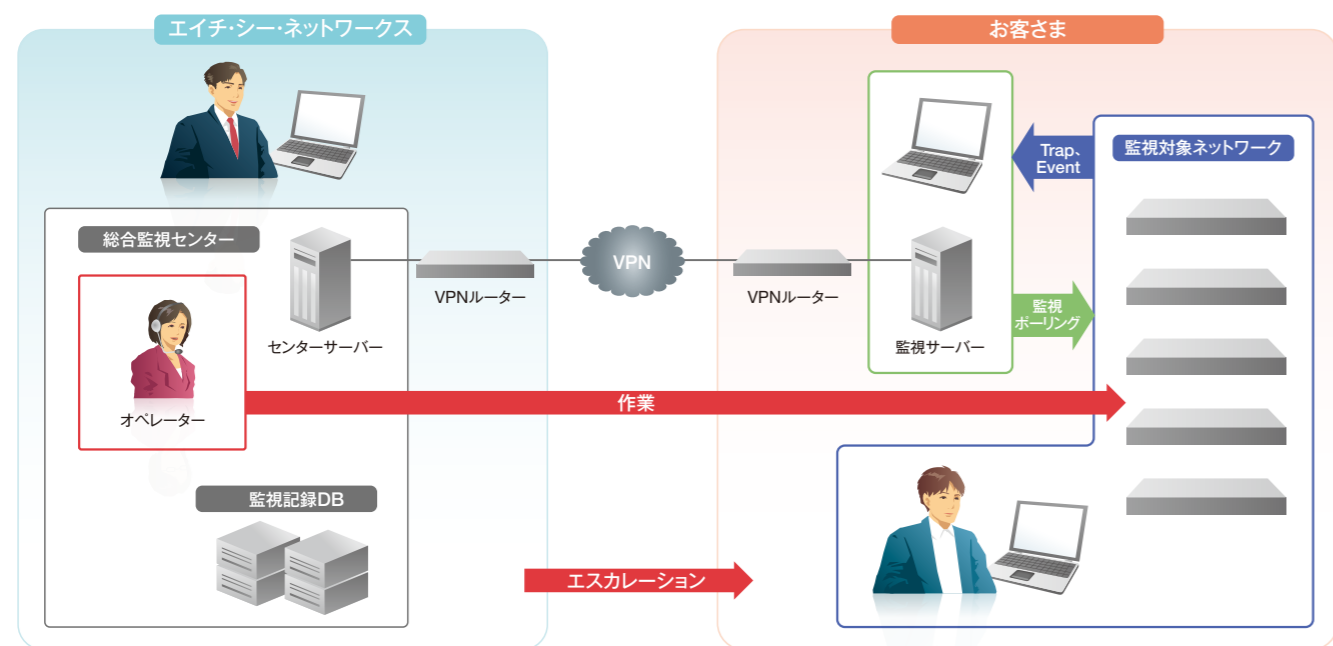 エイチ・シー・ネットワークス
お客さま
総合監視センター
オペレーター
センターサーバー
監視記録DB
VPNルーター
VPN
VPNルーター
監視サーバー
Trap、
Event
監視
ポーリング
監視対象ネットワーク
作業
エスカレーション